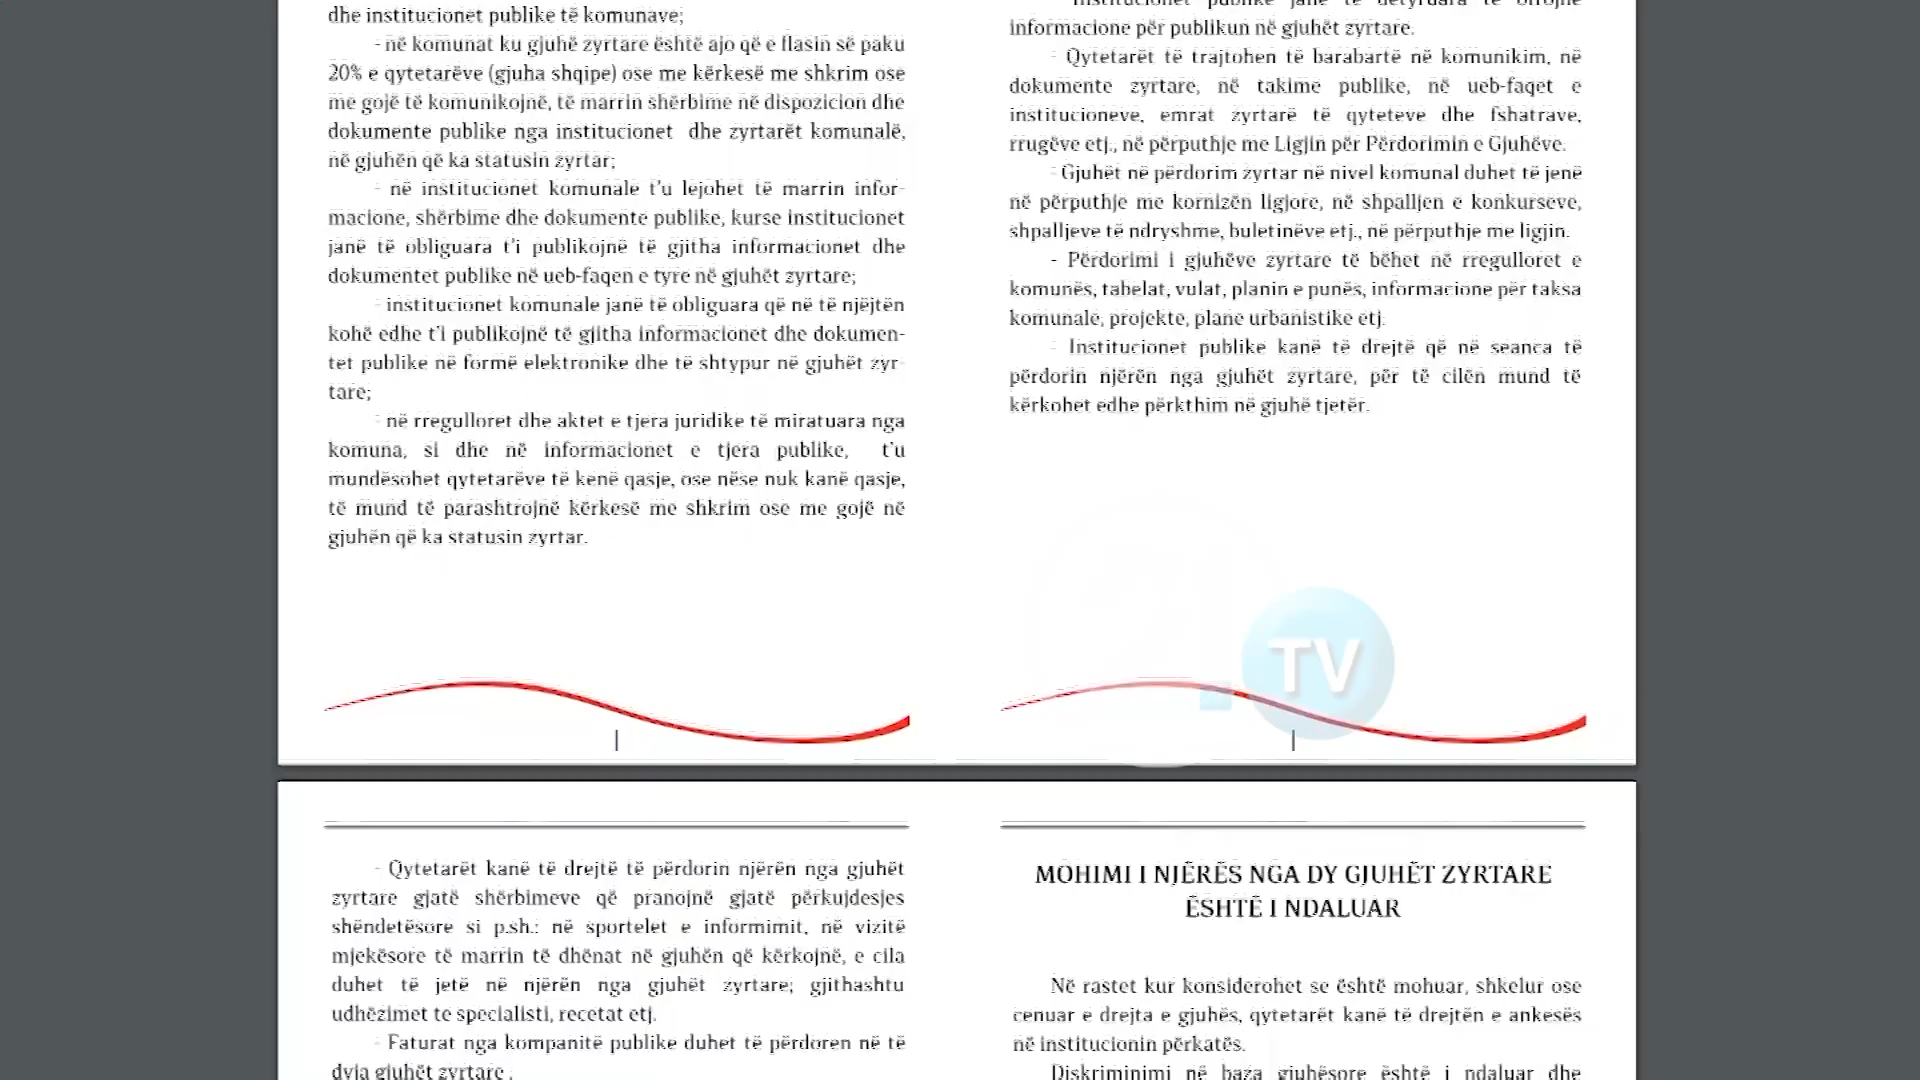 dhe institucionet publike të komunave;
- në komunat ku gjuhë zyrtare është ajo që e flasin së paku
20% e qytetarëve (gjuha shqipe) ose me kërkesë me shkrim ose
me gojë të komunikojnë, të marrin shërbime në dispozicion dhe
dokumente publike nga institucionet dhe zyrtarët komunalë,
në gjuhën që ka statusin zyrtar;
- në institucionet komunale t'u lejohet të marrin infor-
macione, shërbime dhe dokumente publike, kurse institucionet
janë të obliguara t'i publikojnë të gjitha informacionet dhe
dokumentet publike në ueb-faqen e tyre në gjuhët zyrtare;
- institucionet komunale janë të obliguara që në të njëjtën
kohë edhe t'i publikojnë të gjitha informacionet dhe dokumen-
tet publike në formë elektronike dhe të shtypur në gjuhët zyr-
tare;
- në rregulloret dhe aktet e tjera juridike të miratuara nga
komuna, si dhe në informacionet e tjera publike, t'u
mundësohet qytetarëve të kenë qasje, ose nëse nuk kanë qasje,
të mund të parashtrojnë kërkesë me shkrim ose me gojë në
gjuhën që ka statusin zyrtar.
- Institucionet publike janë të detyruara të ofrojnë
informacione për publikun në gjuhët zyrtare.
- Qytetarët të trajtohen të barabartë në komunikim, në
dokumente zyrtare, në takime publike, në ueb-faqet e
institucioneve, emrat zyrtarë të qyteteve dhe fshatrave,
rrugëve etj., në përputhje me Ligjin për Përdorimin e Gjuhëve.
- Gjuhët në përdorim zyrtar në nivel komunal duhet të jenë
në përputhje me kornizën ligjore, në shpalljen e konkurseve,
shpalljeve të ndryshme, buletinëve etj., në përputhje me ligjin.
- Përdorimi i gjuhëve zyrtare të bëhet në rregulloret e
komunës, tabelat, vulat, planin e punës, informacione për taksa
komunale, projekte, plane urbanistike etj.
- Institucionet publike kanë të drejtë që në seanca të
përdorin njërën nga gjuhët zyrtare, për të cilën mund të
kërkohet edhe përkthim në gjuhë tjetër.
TV
- Qytetarët kanë të drejtë të përdorin njërën nga gjuhët
zyrtare gjatë shërbimeve që pranojnë gjatë përkujdesjes
shëndetësore si p.sh.: në sportelet e informimit, në vizitë
mjekësore të marrin të dhënat në gjuhën që kërkojnë, e cila
duhet të jetë në njërën nga gjuhët zyrtare; gjithashtu
udhëzimet te specialisti, recetat etj.
- Faturat nga kompanitë publike duhet të përdoren në të
dyja gjuhët zyrtare .
MOHIMI I NJËRËS NGA DY GJUHËT ZYRTARE
ËSHTË I NDALUAR
Në rastet kur konsiderohet se është mohuar, shkelur ose
cenuar e drejta e gjuhës, qytetarët kanë të drejtën e ankesës
në institucionin përkatës.
Diskriminimi në baza gjuhësore është i ndaluar dhe